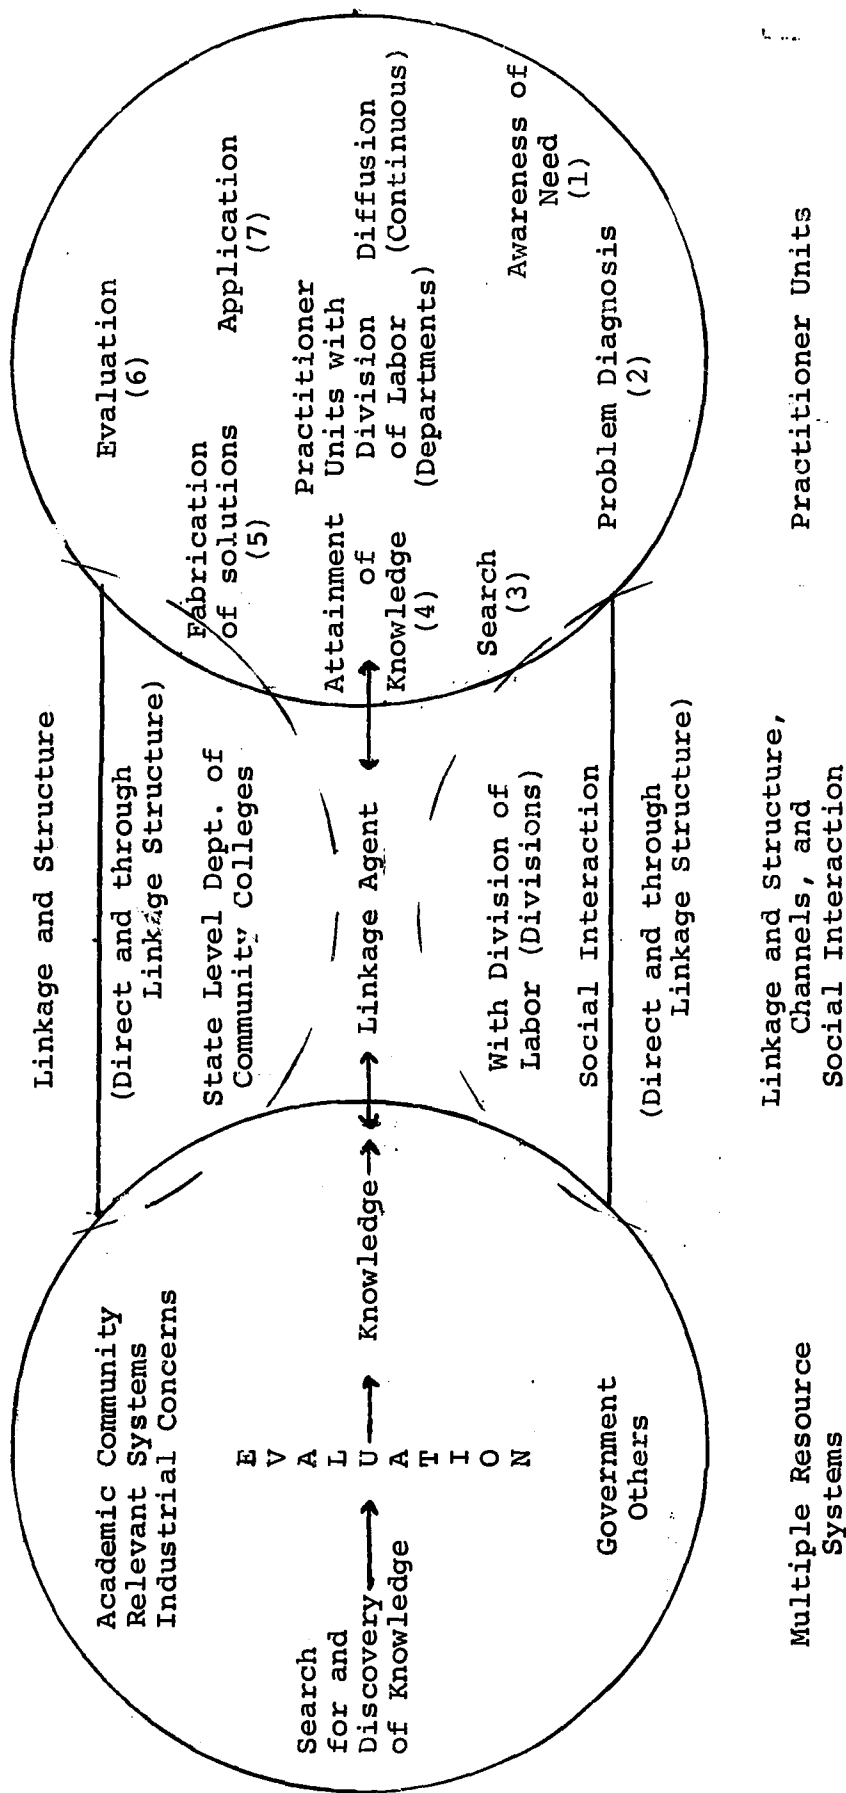 Linkage and Structure
(Direct and through
Linkage Structure)
Academic Community
Relevant Systems
Industrial Concerns
Search
for and
Discovery
of Knowledge
E
V
A
L
U
A
T
I
O
N
Knowledge
Government
Others
State Level Dept. of
Community Colleges
Linkage Agent
With Division of
Labor (Divisions)
Social Interaction
(Direct and through
Linkage Structure)
Evaluation
(6)
Fabrication
of solutions
(5)
Application
(7)
Attainment
of
Knowledge
(4)
Practitioner
Units with
Division
of Labor
(Departments)
Diffusion
(Continuous)
Search
(3)
Awareness of
Need
(1)
Problem Diagnosis
(2)
Multiple Resource
Systems
Linkage and Structure,
Channels, and
Social Interaction
Practitioner Units